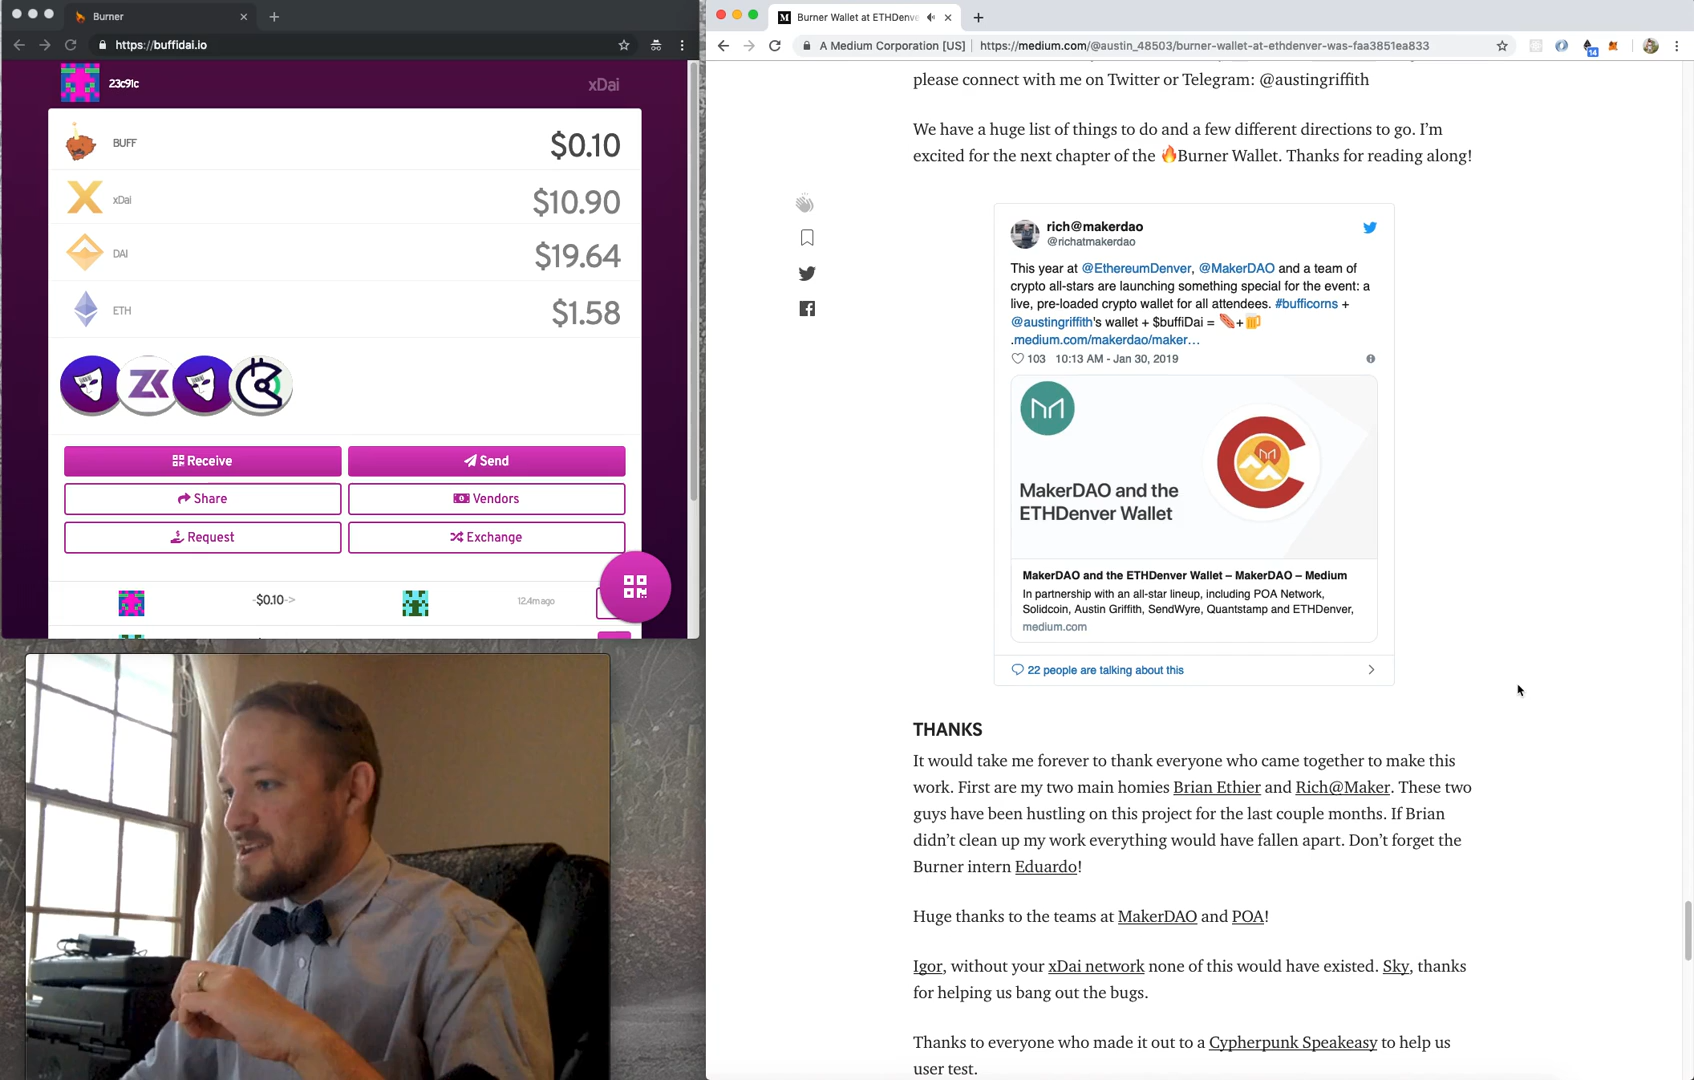 Burner
https://buffidai.io
23c91c
xDai
BUFF
$0.10
xDai
$10.90
DAI
$19.64
ETH
$1.58
Receive
Send
Share
Vendors
Request
Exchange
-$0.10->
12.4m ago
Burner Wallet at ETHDenve
A Medium Corporation [US]
https://medium.com/@austin_48503/burner-wallet-at-ethdenver-was-faa3851ea833
14
please connect with me on Twitter or Telegram: @austingriffith
We have a huge list of things to do and a few different directions to go. I’m
excited for the next chapter of the 🔥Burner Wallet. Thanks for reading along!
rich@makerdao
@richatmakerdao
This year at @EthereumDenver, @MakerDAO and a team of
crypto all-stars are launching something special for the event: a
live, pre-loaded crypto wallet for all attendees. #bufficorns +
@austingriffith's wallet + $buffiDai = 🌭+🍺
.medium.com/makerdao/maker…
103 10:13 AM - Jan 30, 2019
MakerDAO and the
ETHDenver Wallet
MakerDAO and the ETHDenver Wallet – MakerDAO – Medium
In partnership with an all-star lineup, including POA Network,
Solidcoin, Austin Griffith, SendWyre, Quantstamp and ETHDenver,
medium.com
22 people are talking about this
THANKS
It would take me forever to thank everyone who came together to make this
work. First are my two main homies Brian Ethier and Rich@Maker. These two
guys have been hustling on this project for the last couple months. If Brian
didn’t clean up my work everything would have fallen apart. Don’t forget the
Burner intern Eduardo!
Huge thanks to the teams at MakerDAO and POA!
Igor, without your xDai network none of this would have existed. Sky, thanks
for helping us bang out the bugs.
Thanks to everyone who made it out to a Cypherpunk Speakeasy to help us
user test.